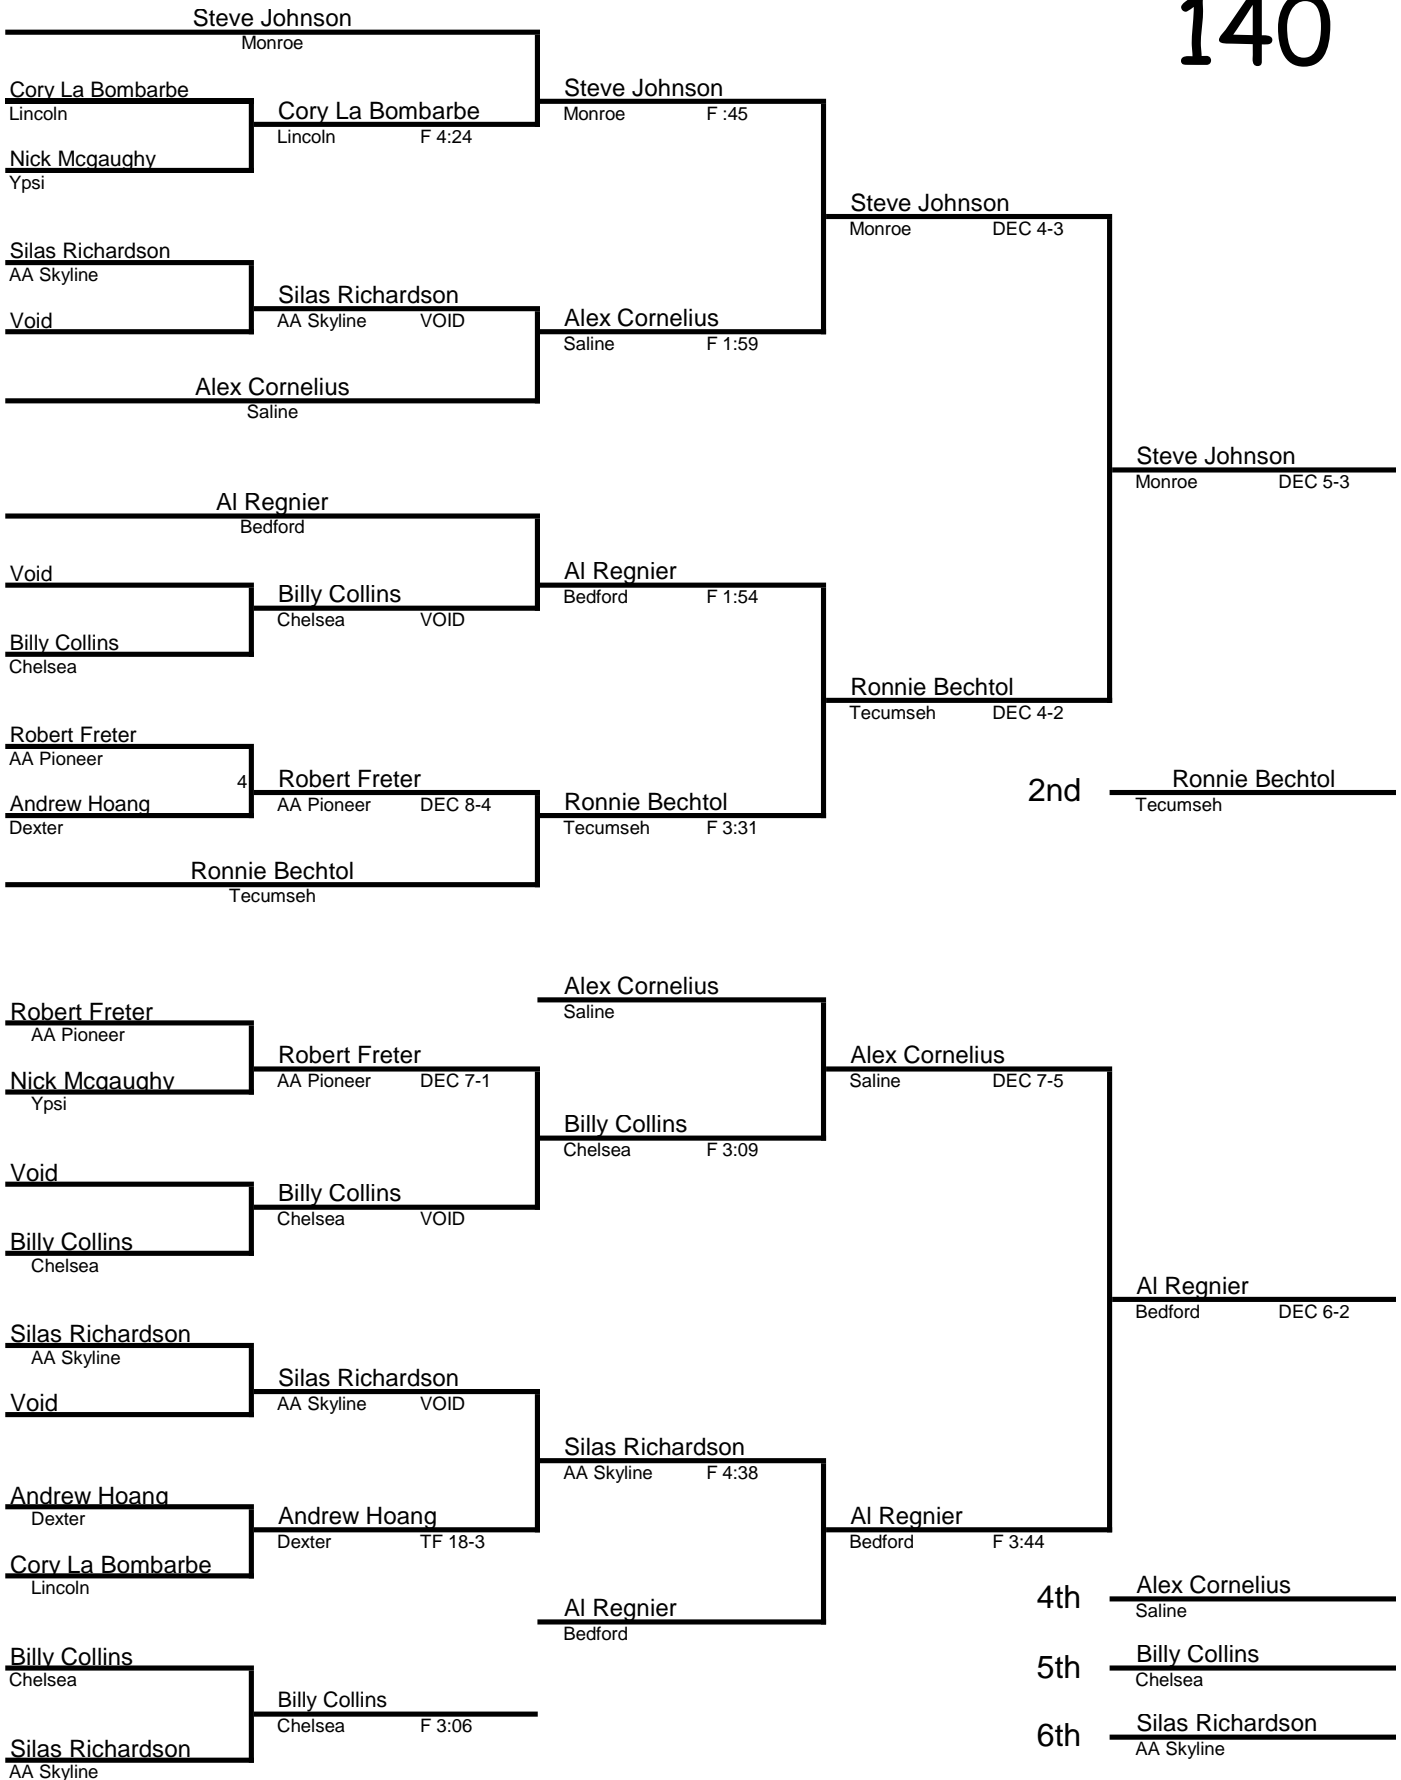 140
Steve Johnson
Monroe
Cory La Bombarbe
Lincoln
Steve Johnson
Monroe F :45
Cory La Bombarbe
Lincoln F 4:24
Nick Mcgaughy
Ypsi
Steve Johnson
Monroe DEC 4-3
Silas Richardson
AA Skyline
Silas Richardson
AA Skyline VOID
Void
Alex Cornelius
Saline F 1:59
Alex Cornelius
Saline
Steve Johnson
Monroe DEC 5-3
Al Regnier
Bedford
Void
Al Regnier
Bedford F 1:54
Billy Collins
Chelsea VOID
Billy Collins
Chelsea
Ronnie Bechtol
Tecumseh DEC 4-2
Robert Freter
AA Pioneer
4
Robert Freter
AA Pioneer DEC 8-4
Andrew Hoang
Dexter
Ronnie Bechtol
Tecumseh F 3:31
2nd Ronnie Bechtol
Tecumseh
Ronnie Bechtol
Tecumseh
Alex Cornelius
Saline
Robert Freter
AA Pioneer
Robert Freter
AA Pioneer DEC 7-1
Alex Cornelius
Saline DEC 7-5
Nick Mcgaughy
Ypsi
Billy Collins
Chelsea F 3:09
Void
Billy Collins
Chelsea VOID
Billy Collins
Chelsea
Al Regnier
Bedford DEC 6-2
Silas Richardson
AA Skyline
Silas Richardson
AA Skyline VOID
Void
Silas Richardson
AA Skyline F 4:38
Andrew Hoang
Dexter
Andrew Hoang
Dexter TF 18-3
Al Regnier
Bedford F 3:44
Cory La Bombarbe
Lincoln
4th Alex Cornelius
Saline
Al Regnier
Bedford
Billy Collins
Chelsea
5th Billy Collins
Chelsea
Billy Collins
Chelsea F 3:06
6th Silas Richardson
AA Skyline
Silas Richardson
AA Skyline